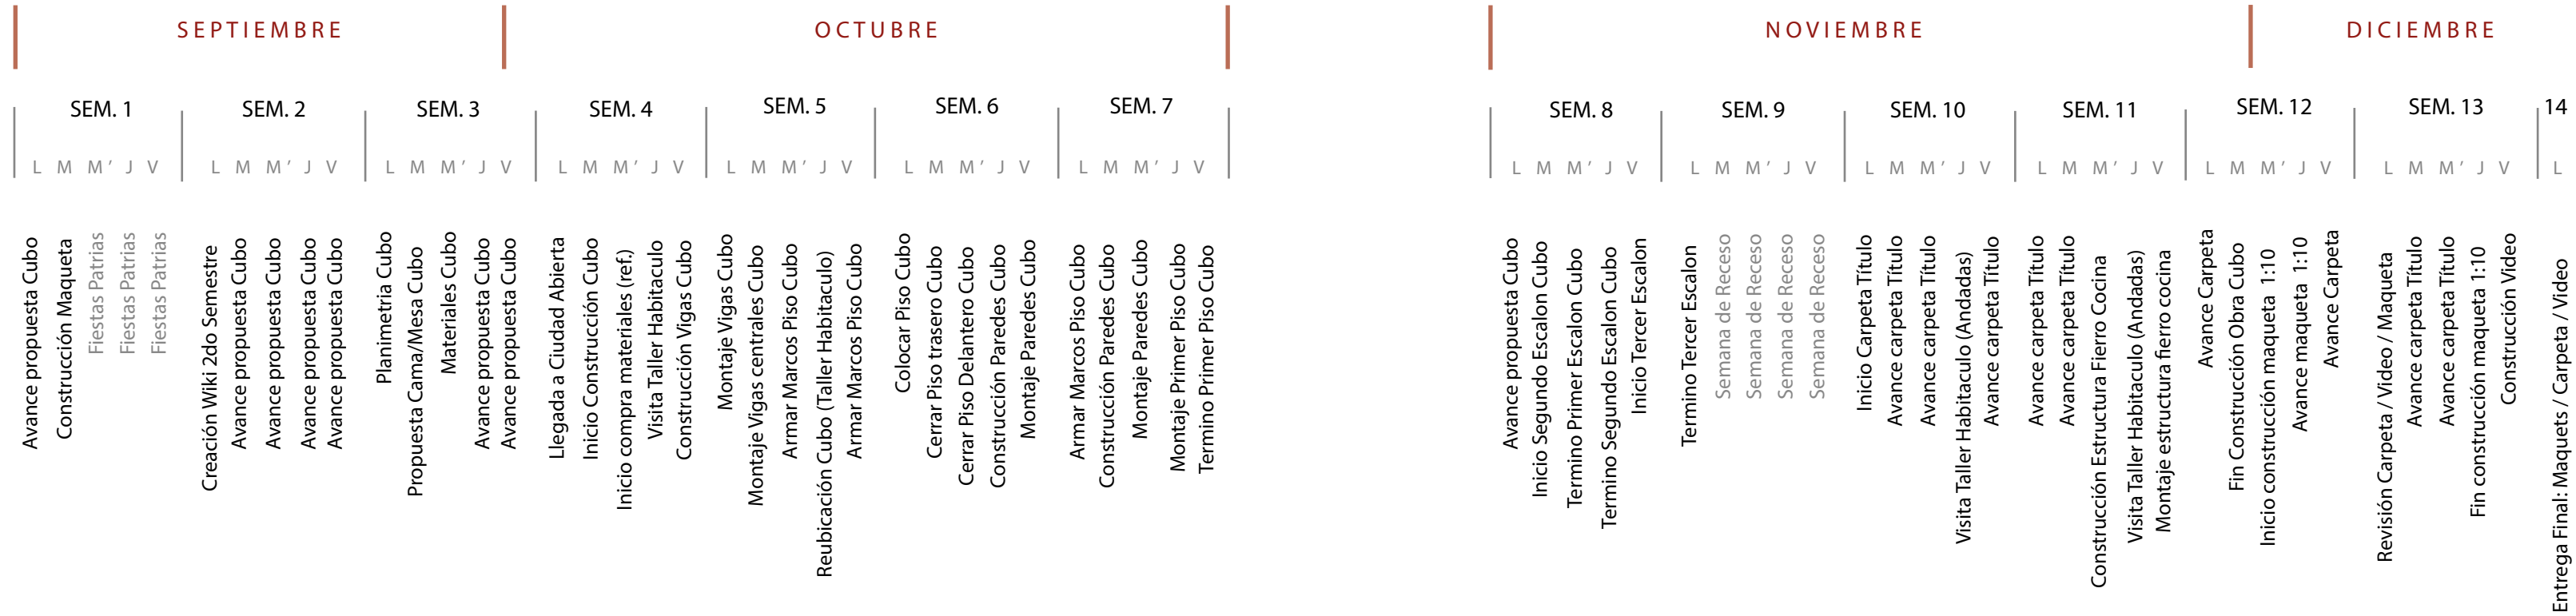 SEPTIEMBRE
OCTUBRE
NOVIEMBRE
DICIEMBRE
SEM. 1
SEM. 2
SEM. 3
SEM. 4
SEM. 5
SEM. 6
SEM. 7
SEM. 8
SEM. 9
SEM. 10
SEM. 11
SEM. 12
SEM. 13
14
L M M' J V
L M M' J V
L M M' J V
L M M' J V
L M M' J V
L M M' J V
L M M' J V
L M M' J V
L M M' J V
L M M' J V
L M M' J V
L M M' J V
L M M' J V
L
Avance propuesta Cubo
Construcción Maqueta
Fiestas Patrias
Fiestas Patrias
Fiestas Patrias
Creación Wiki 2do Semestre
Avance propuesta Cubo
Avance propuesta Cubo
Avance propuesta Cubo
Avance propuesta Cubo
Planimetria Cubo
Propuesta Cama/Mesa Cubo
Materiales Cubo
Avance propuesta Cubo
Avance propuesta Cubo
Llegada a Ciudad Abierta
Inicio Construcción Cubo
Inicio compra materiales (ref.)
Visita Taller Habitaculo
Construcción Vigas Cubo
Montaje Vigas Cubo
Montaje Vigas centrales Cubo
Armar Marcos Piso Cubo
Reubicación Cubo (Taller Habitaculo)
Armar Marcos Piso Cubo
Colocar Piso Cubo
Cerrar Piso trasero Cubo
Cerrar Piso Delantero Cubo
Construcción Paredes Cubo
Montaje Paredes Cubo
Armar Marcos Piso Cubo
Construcción Paredes Cubo
Montaje Paredes Cubo
Montaje Primer Piso Cubo
Termino Primer Piso Cubo
Avance propuesta Cubo
Inicio Segundo Escalon Cubo
Termino Primer Escalon Cubo
Termino Segundo Escalon Cubo
Inicio Tercer Escalon
Termino Tercer Escalon
Semana de Receso
Semana de Receso
Semana de Receso
Semana de Receso
Inicio Carpeta Título
Avance carpeta Título
Avance carpeta Título
Visita Taller Habitaculo (Andadas)
Avance carpeta Título
Avance carpeta Título
Avance carpeta Título
Construcción Estructura Fierro Cocina
Visita Taller Habitaculo (Andadas)
Montaje estructura fierro cocina
Avance Carpeta
Fin Construcción Obra Cubo
Inicio construcción maqueta 1:10
Avance maqueta 1:10
Avance Carpeta
Revisión Carpeta / Video / Maqueta
Avance carpeta Título
Avance carpeta Título
Fin construcción maqueta 1:10
Construcción Video
Entrega Final: Maquets / Carpeta / Video